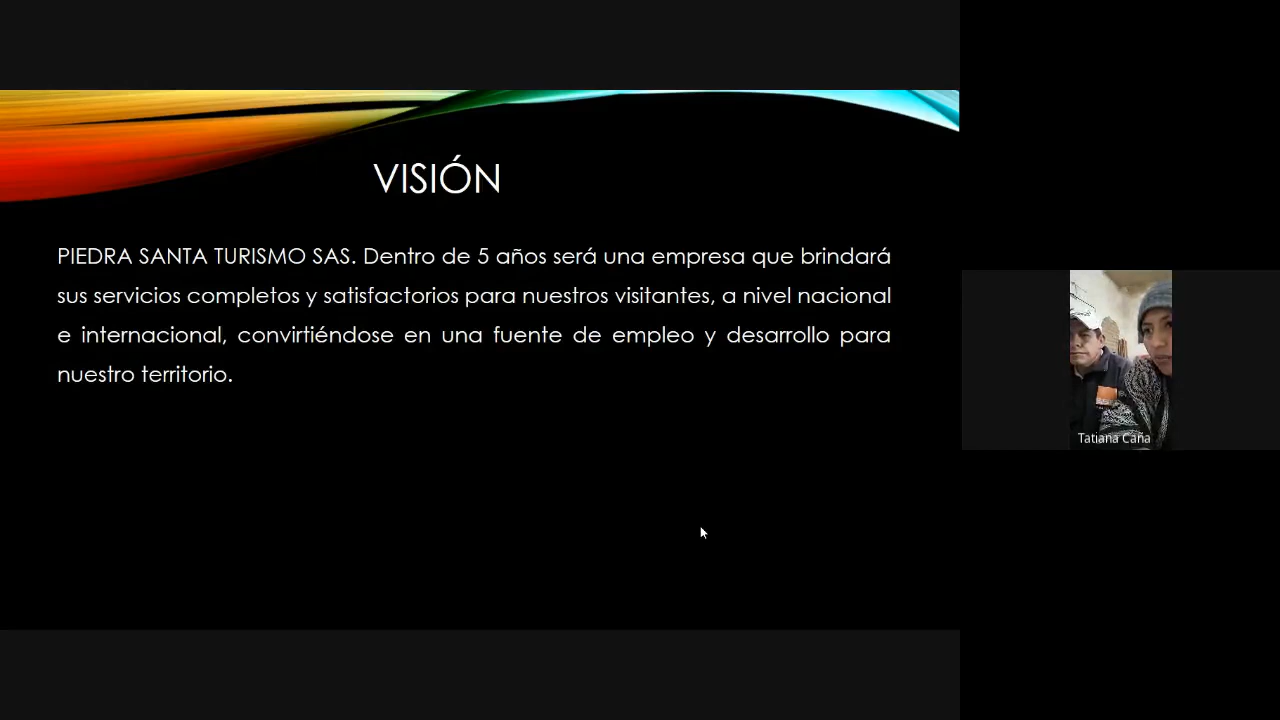 VISIÓN
PIEDRA SANTA TURISMO SAS. Dentro de 5 años será una empresa que brindará
sus servicios completos y satisfactorios para nuestros visitantes, a nivel nacional
e internacional, convirtiéndose en una fuente de empleo y desarrollo para
nuestro territorio.
Tatiana Caña